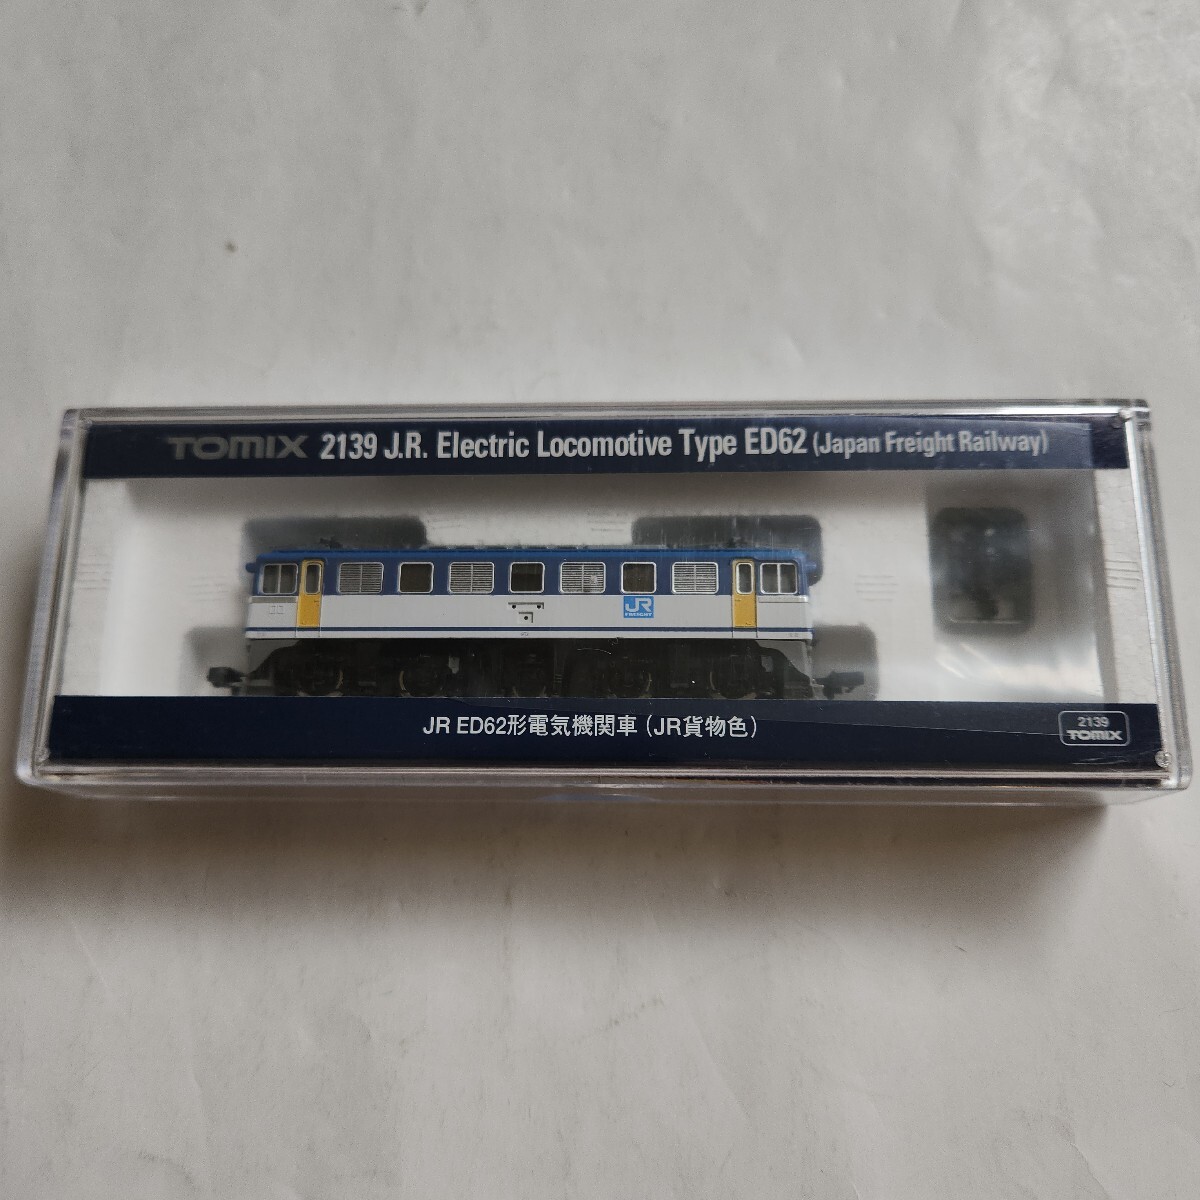 TOMIX 2139 J.R. Electric Locomotive Type ED62 (Japan Freight Railway)
JR
FREIGHT
JR ED62形電気機関車（JR貨物色）
2139
TOMIX